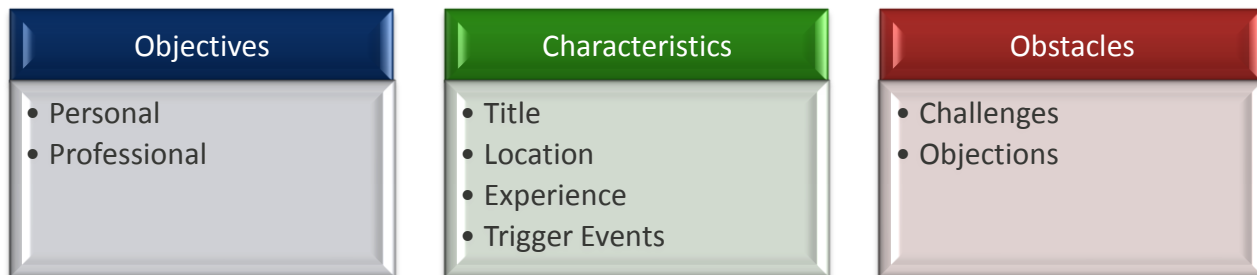 Objectives
• Personal
• Professional
Characteristics
• Title
• Location
• Experience
• Trigger Events
Obstacles
• Challenges
• Objections